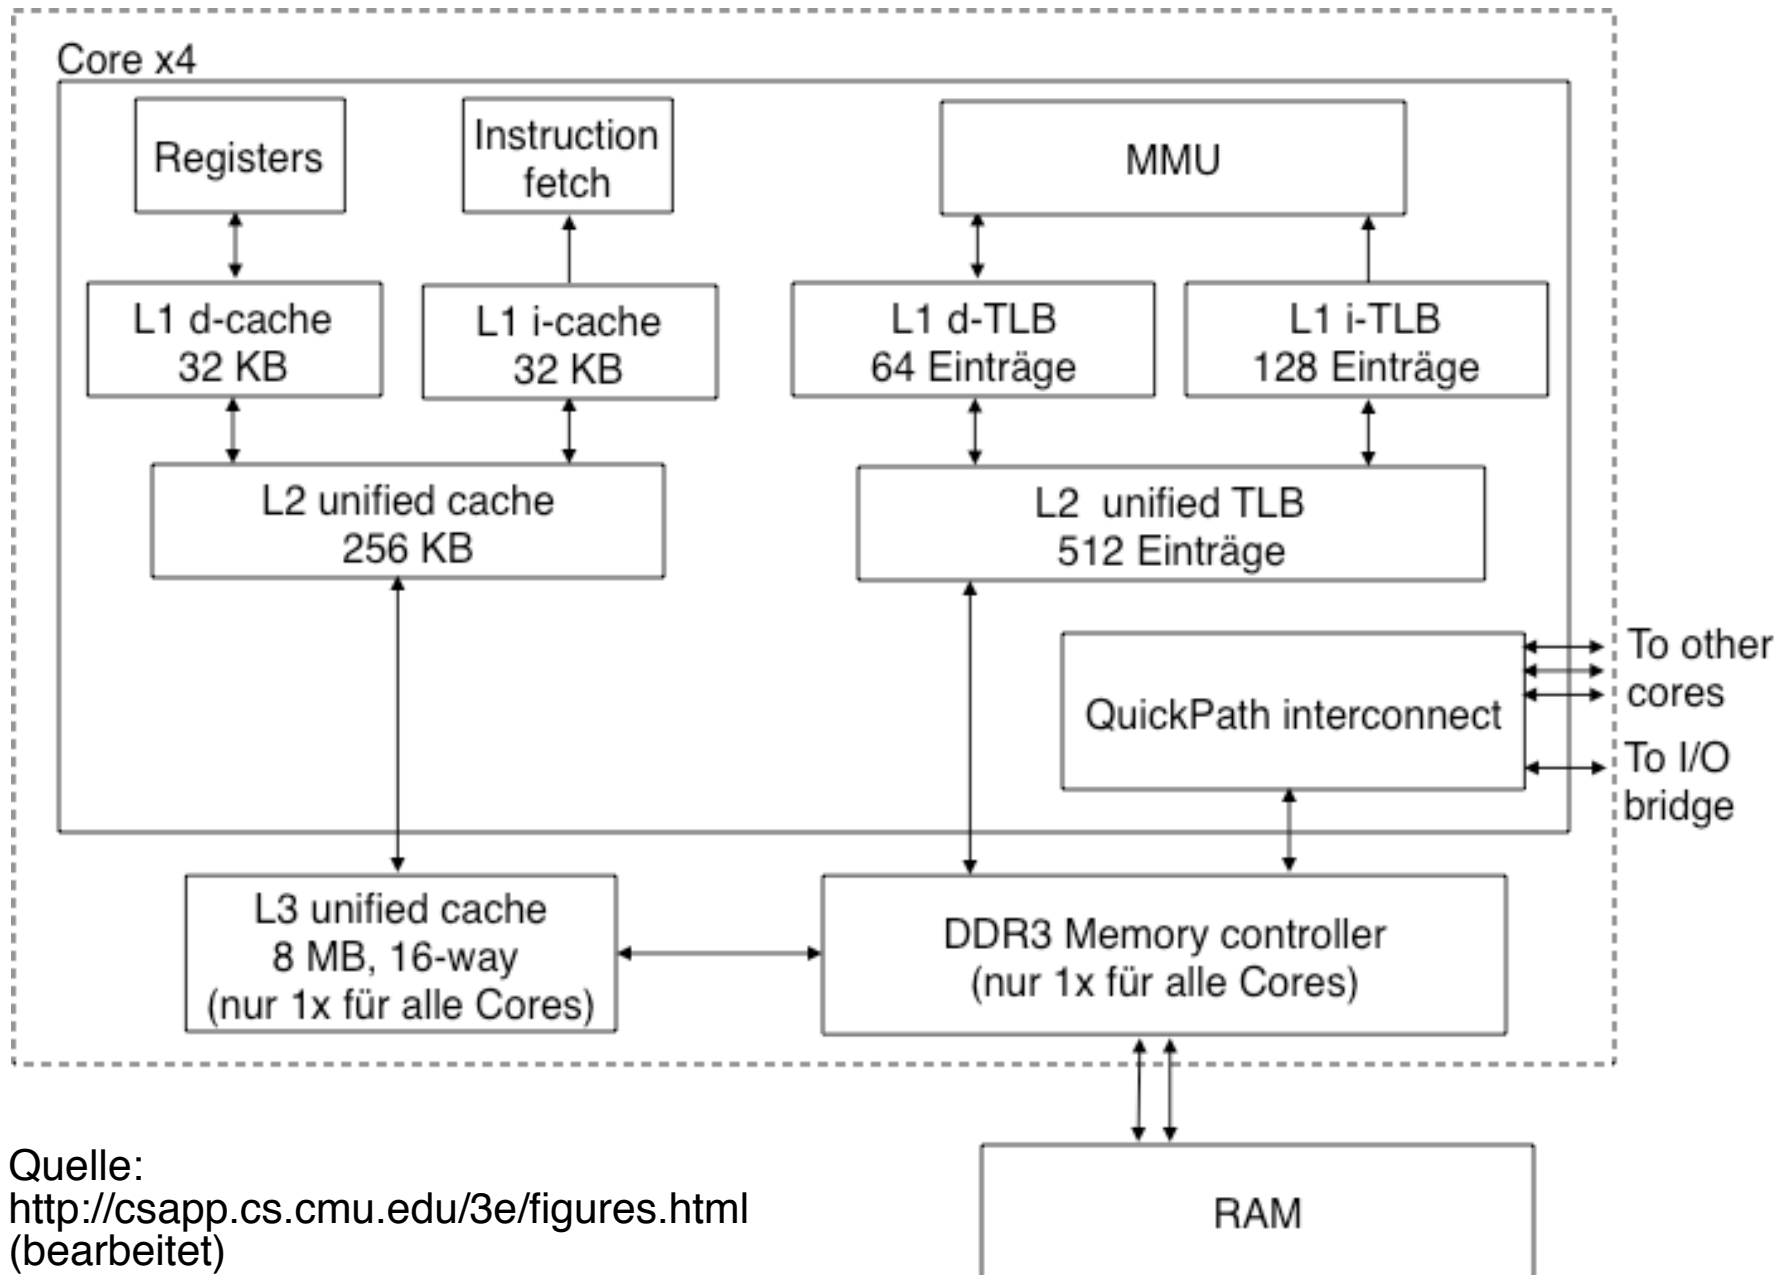 Core x4
Registers
Instruction
fetch
MMU
L1 d-cache
32 KB
L1 i-cache
32 KB
L1 d-TLB
64 Einträge
L1 i-TLB
128 Einträge
L2 unified cache
256 KB
L2 unified TLB
512 Einträge
QuickPath interconnect
To other
cores
To I/O
bridge
L3 unified cache
8 MB, 16-way
(nur 1x für alle Cores)
DDR3 Memory controller
(nur 1x für alle Cores)
RAM
Quelle:
http://csapp.cs.cmu.edu/3e/figures.html
(bearbeitet)